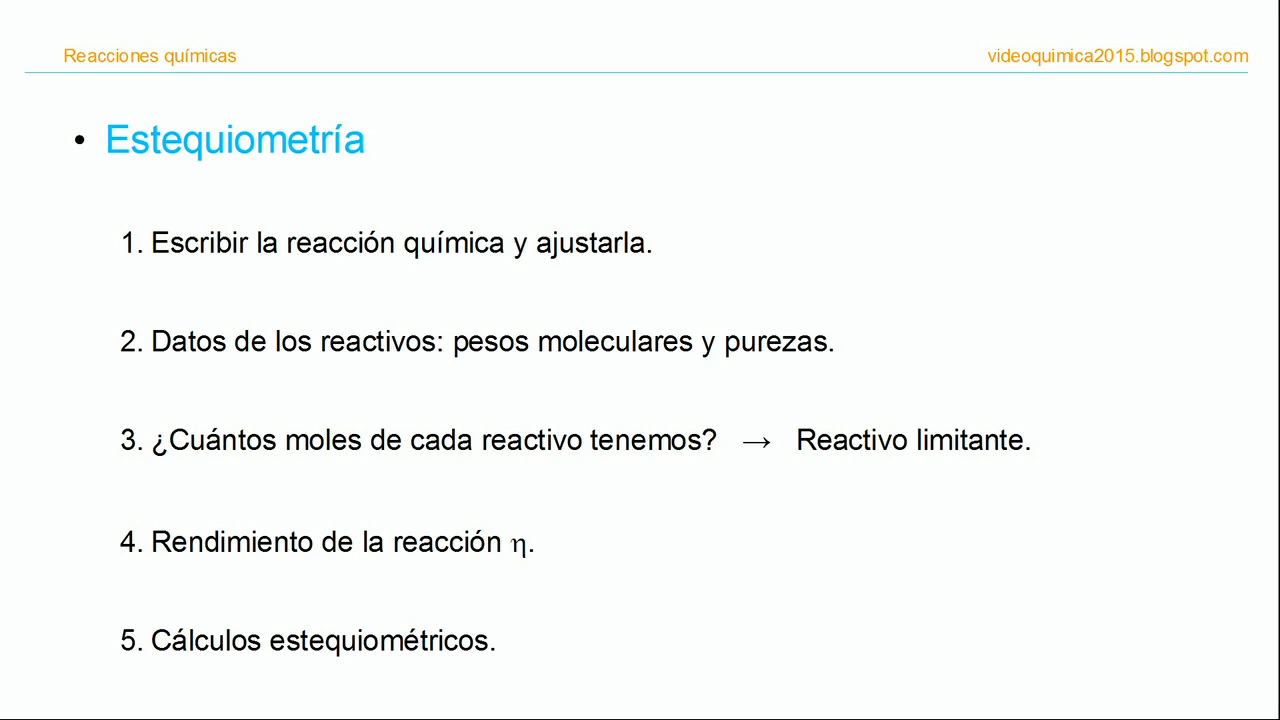 Reacciones químicas
videoquimica2015.blogspot.com
• Estequiometría
1. Escribir la reacción química y ajustarla.
2. Datos de los reactivos: pesos moleculares y purezas.
3. ¿Cuántos moles de cada reactivo tenemos? → Reactivo limitante.
4. Rendimiento de la reacción η.
5. Cálculos estequiométricos.